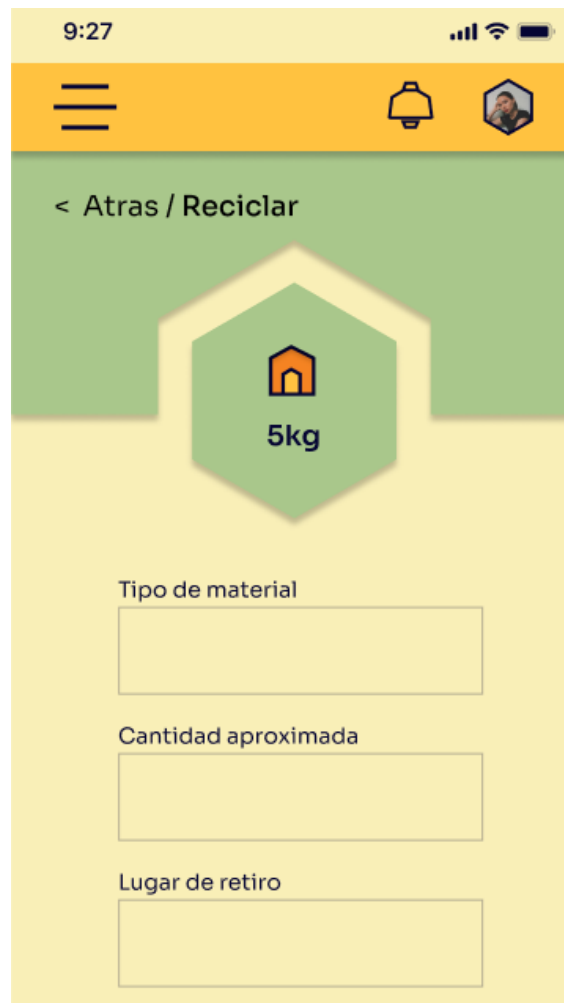 9:27
< Atras / Reciclar
5kg
Tipo de material
Cantidad aproximada
Lugar de retiro